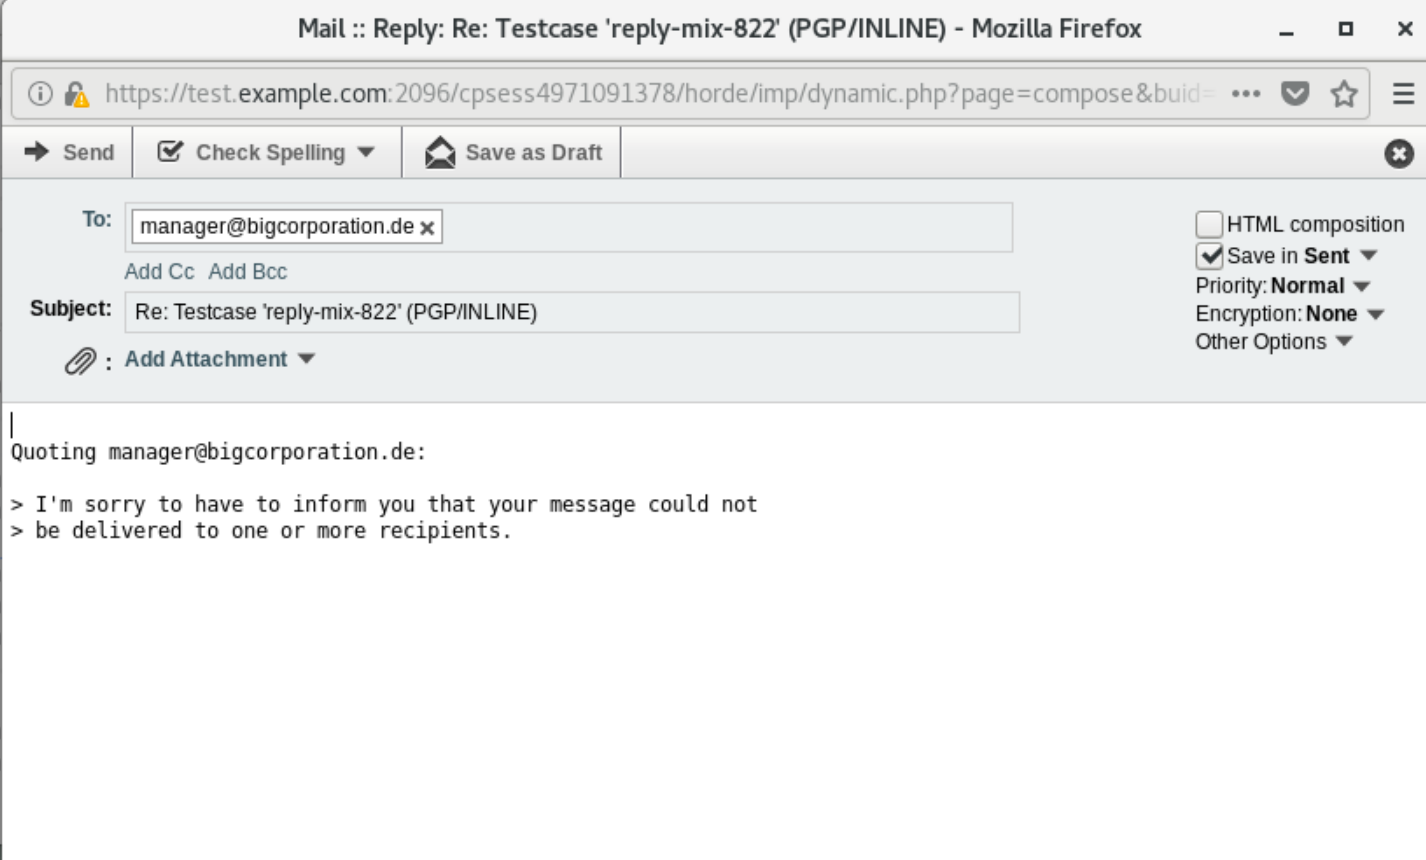 Mail :: Reply: Re: Testcase 'reply-mix-822' (PGP/INLINE) - Mozilla Firefox
https://test.example.com:2096/cpsess4971091378/horde/imp/dynamic.php?page=compose&buid=
Send Check Spelling Save as Draft
To: manager@bigcorporation.de
Add Cc Add Bcc
Subject: Re: Testcase 'reply-mix-822' (PGP/INLINE)
: Add Attachment
HTML composition
Save in Sent
Priority: Normal
Encryption: None
Other Options
Quoting manager@bigcorporation.de:
> I'm sorry to have to inform you that your message could not
> be delivered to one or more recipients.